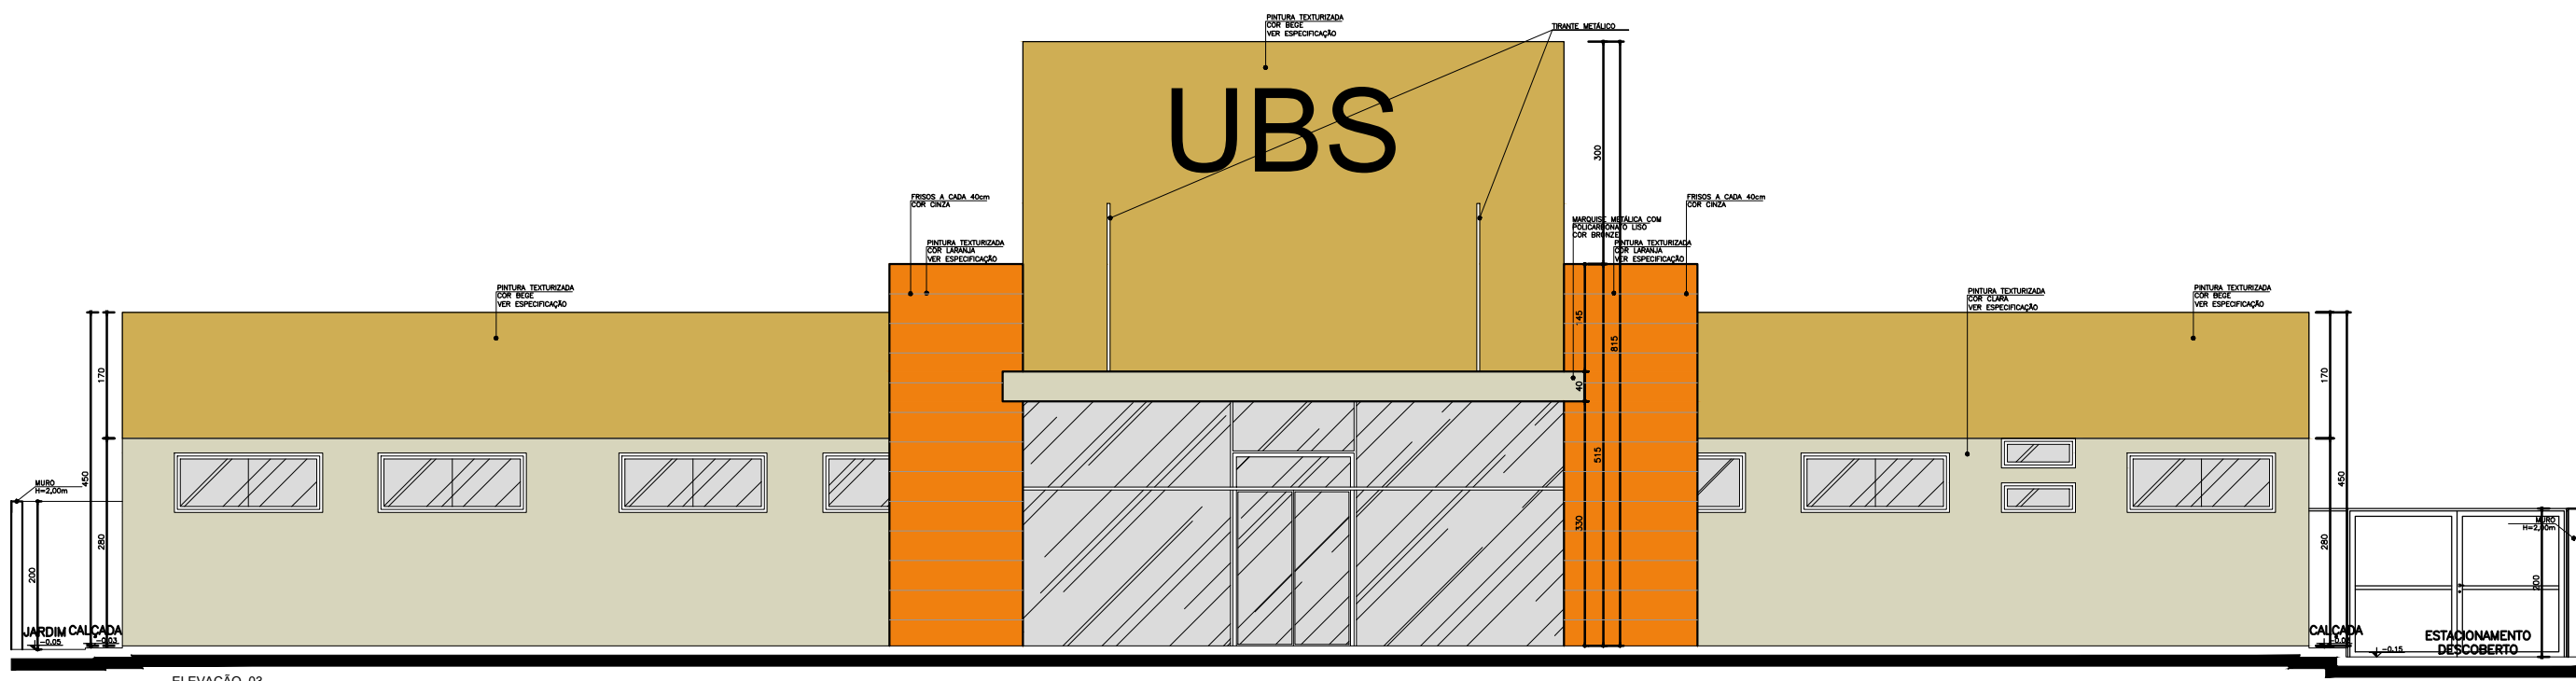 PINTURA TEXTURIZADA
COR BEGE
VER ESPECIFICAÇÃO
TIRANTE METÁLICO
UBS
300
FRISOS A CADA 40cm
COR CINZA
FRISOS A CADA 40cm
COR CINZA
MARQUISE METÁLICA COM
POLICARBONATO LISO
COR BRONZE
PINTURA TEXTURIZADA
COR LARANJA
VER ESPECIFICAÇÃO
PINTURA TEXTURIZADA
COR LARANJA
VER ESPECIFICAÇÃO
PINTURA TEXTURIZADA
COR BEGE
VER ESPECIFICAÇÃO
PINTURA TEXTURIZADA
COR CLARA
VER ESPECIFICAÇÃO
PINTURA TEXTURIZADA
COR BEGE
VER ESPECIFICAÇÃO
145
815
170
40
170
515
450
450
MURO
H=2,00m
330
280
280
200
MURO
H=2,00m
200
JARDIM
-0.05
CALÇADA
-0.03
CALÇADA
ESTACIONAMENTO
DESCOBERTO
-0.15
ELEVAÇÃO 03